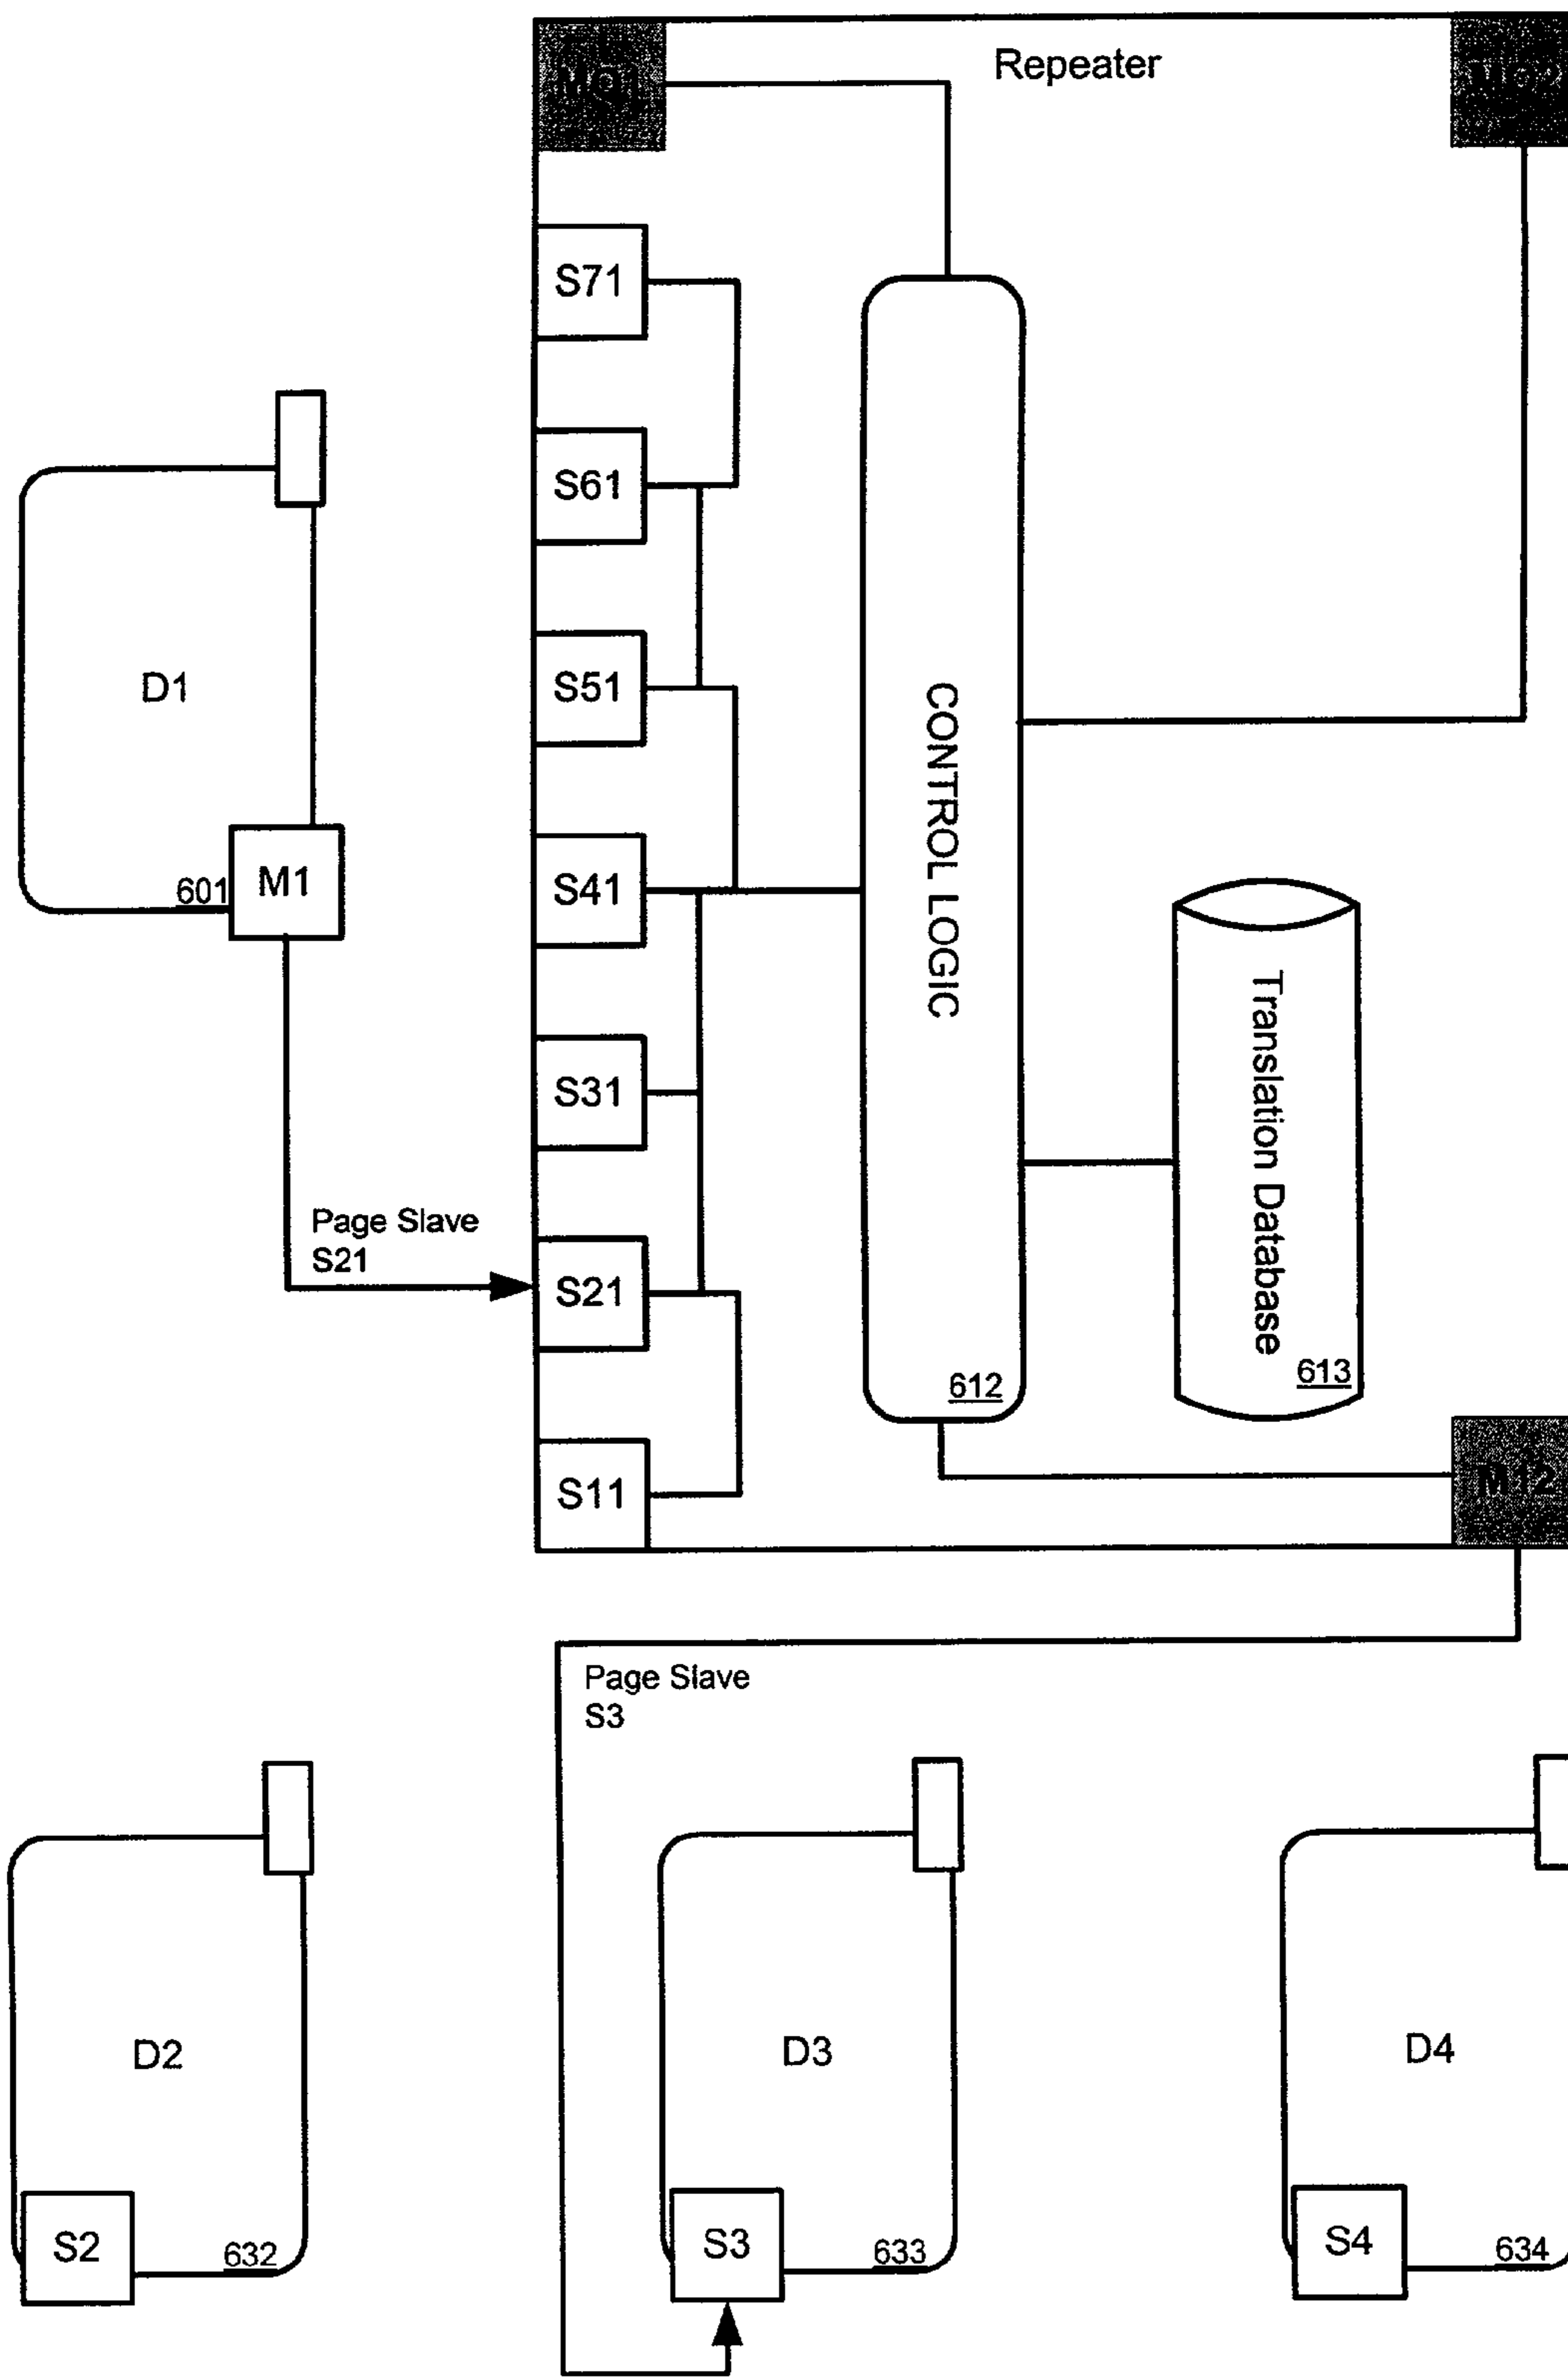 Repeater
S71
S61
S51
S41
S31
S21
S11
D1
601
M1
Page Slave
S21
CONTROL LOGIC
612
Translation Database
613
M12
Page Slave
S3
D2
S2
632
D3
S3
633
D4
S4
634